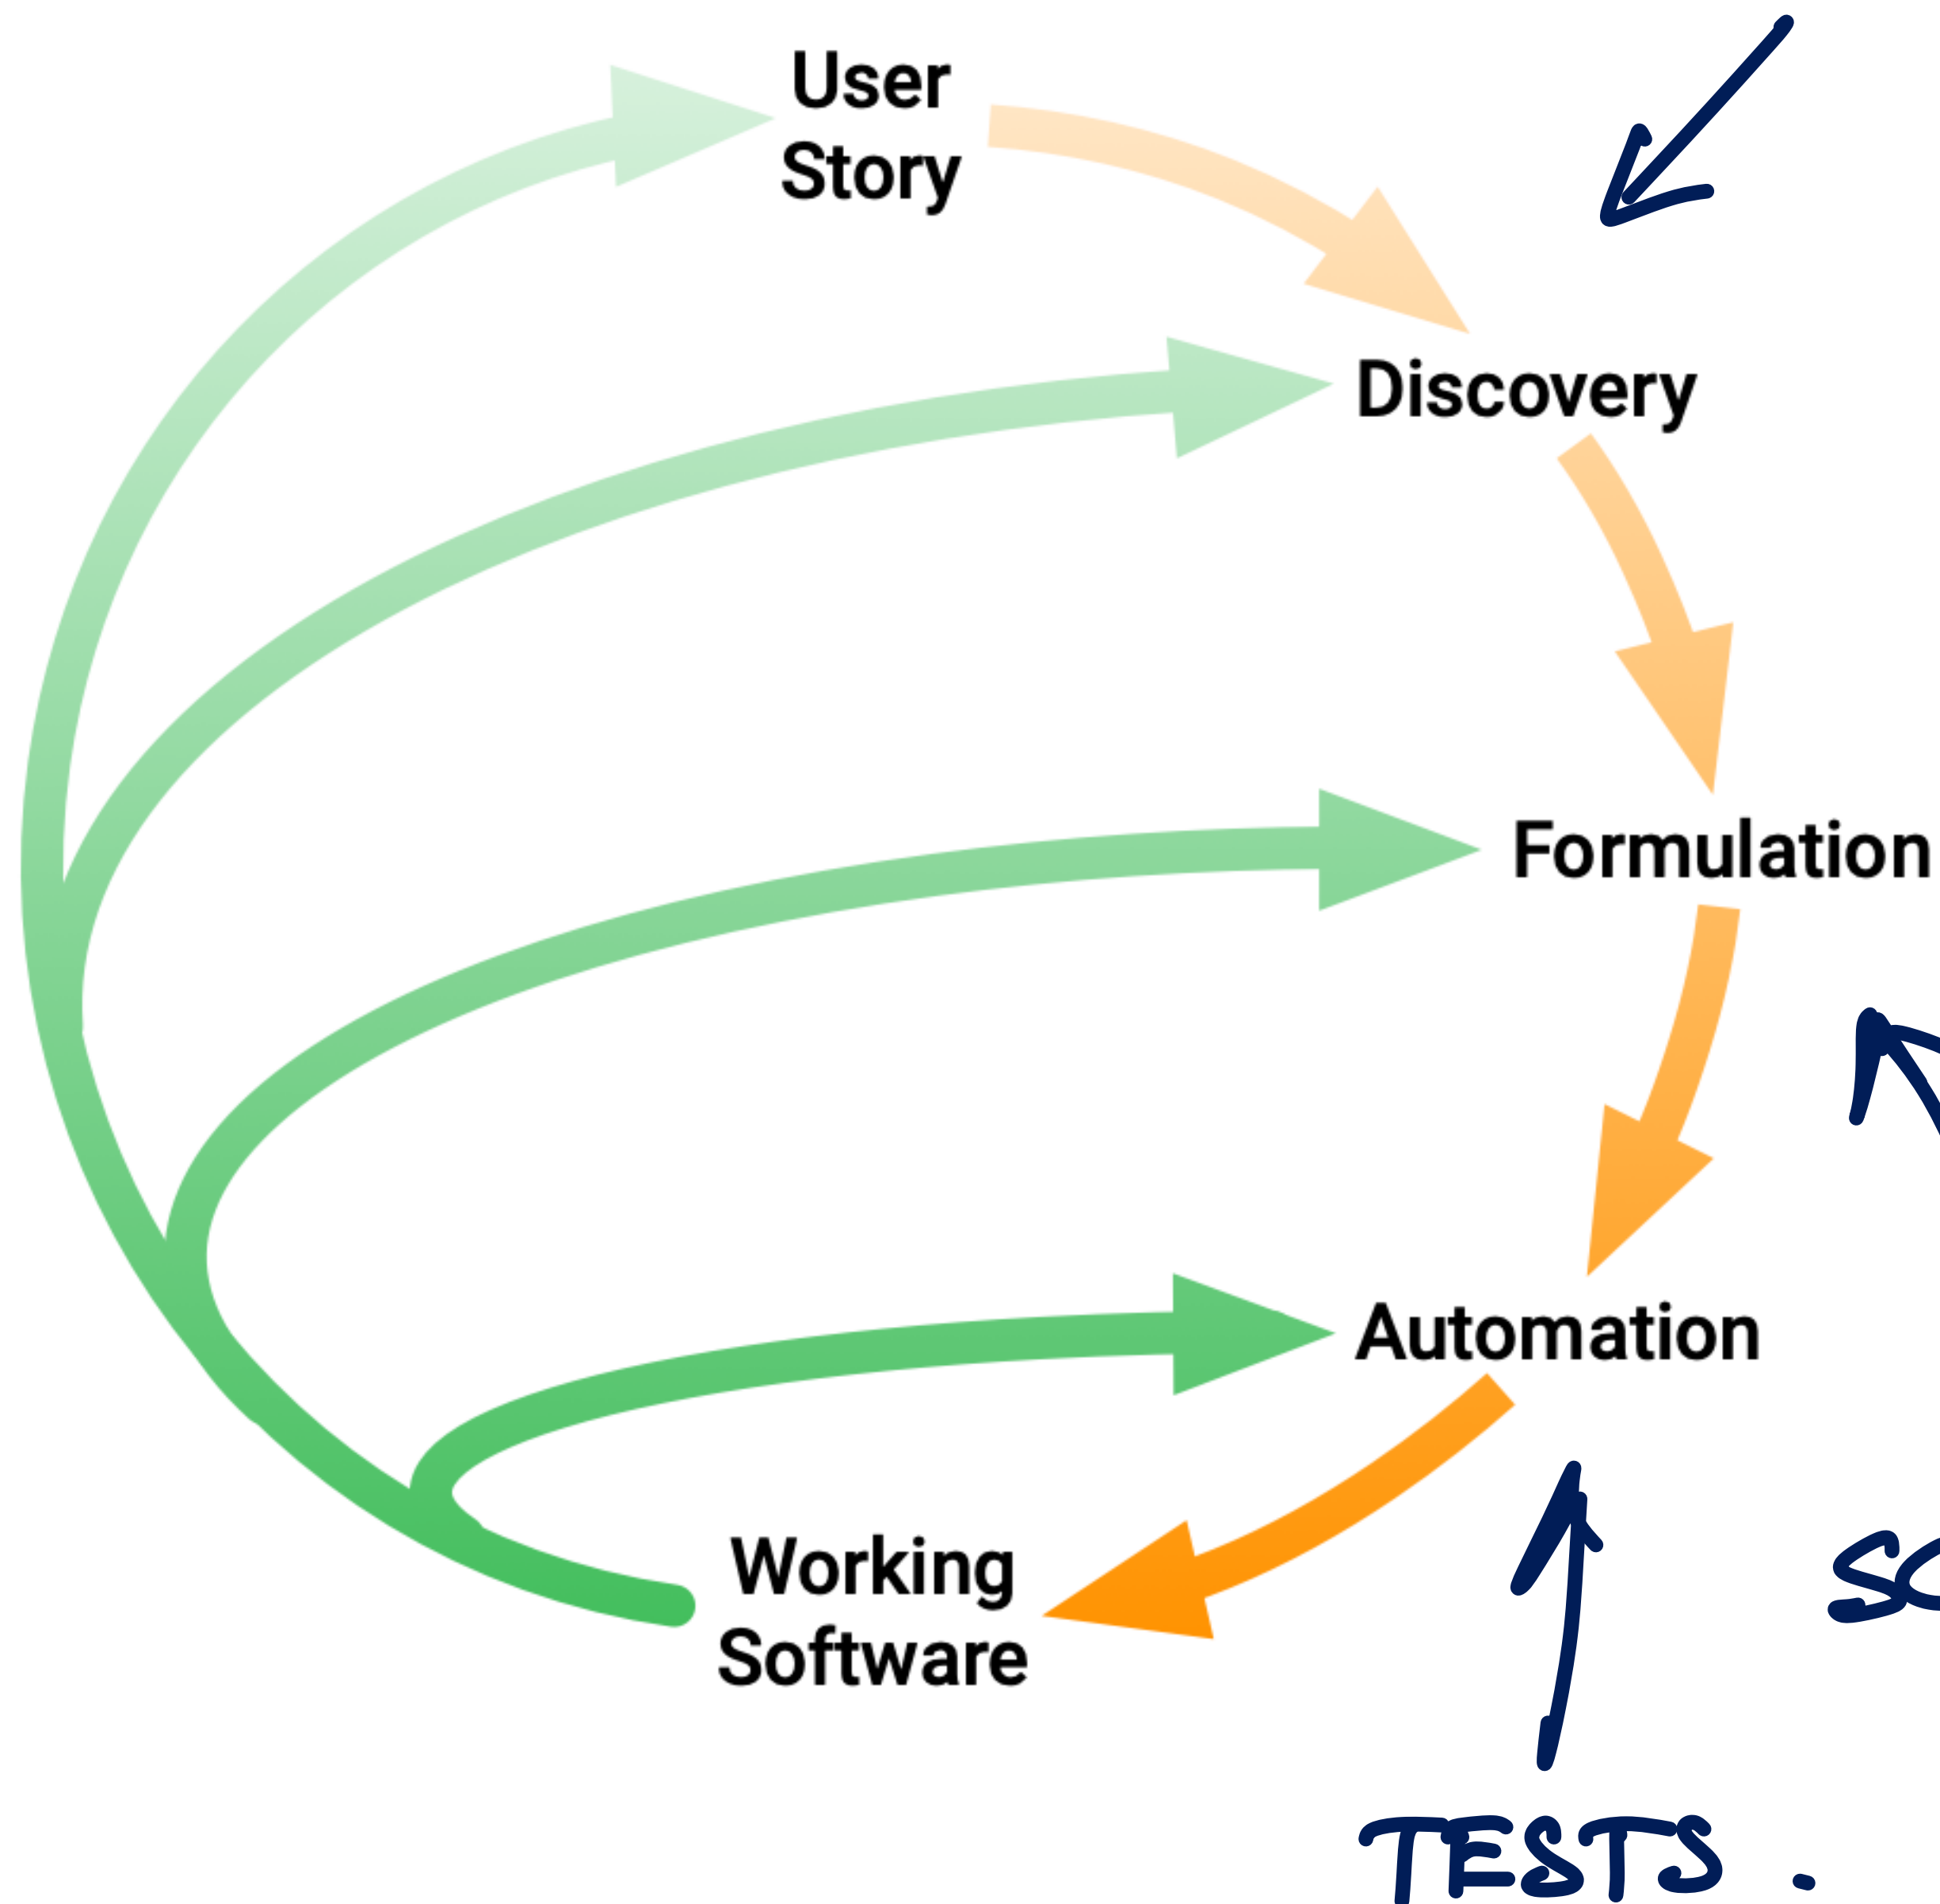 User
Story
Discovery
Formulation
Automation
Working
Software
TESTS.